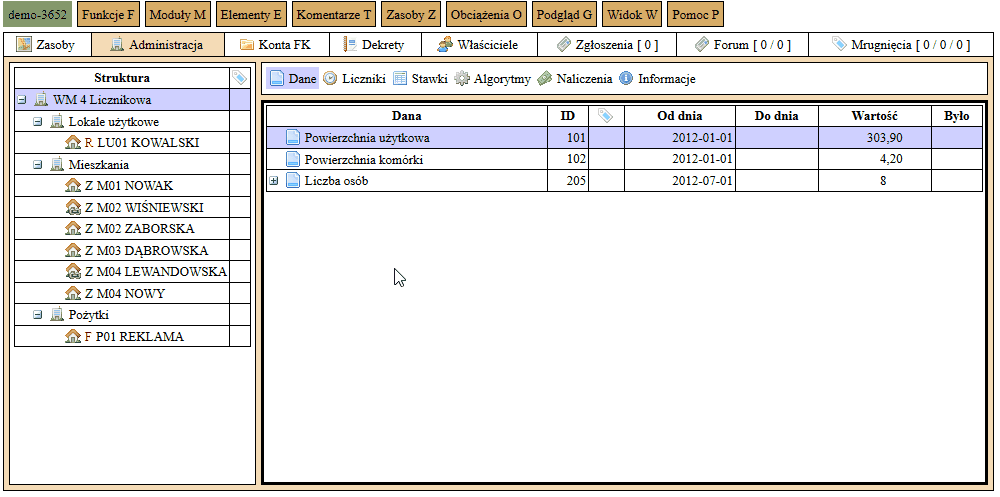 demo-3652 Funkcje F Moduły M Elementy E Komentarze T Zasoby Z Obciążenia O Podgląd G Widok W Pomoc P
Zasoby Administracja Konta FK Dekrety Właściciele Zgłoszenia [ 0 ] Forum [ 0 / 0 ] Mrugnięcia [ 0 / 0 / 0 ]
Struktura
WM 4 Licznikowa
Lokale użytkowe
R LU01 KOWALSKI
Mieszkania
Z M01 NOWAK
Z M02 WIŚNIEWSKI
Z M02 ZABORSKA
Z M03 DĄBROWSKA
Z M04 LEWANDOWSKA
Z M04 NOWY
Pożytki
F P01 REKLAMA
Dane Liczniki Stawki Algorytmy Naliczenia Informacje
Dana ID Od dnia Do dnia Wartość Było
Powierzchnia użytkowa 101 2012-01-01 303,90
Powierzchnia komórki 102 2012-01-01 4,20
Liczba osób 205 2012-07-01 8